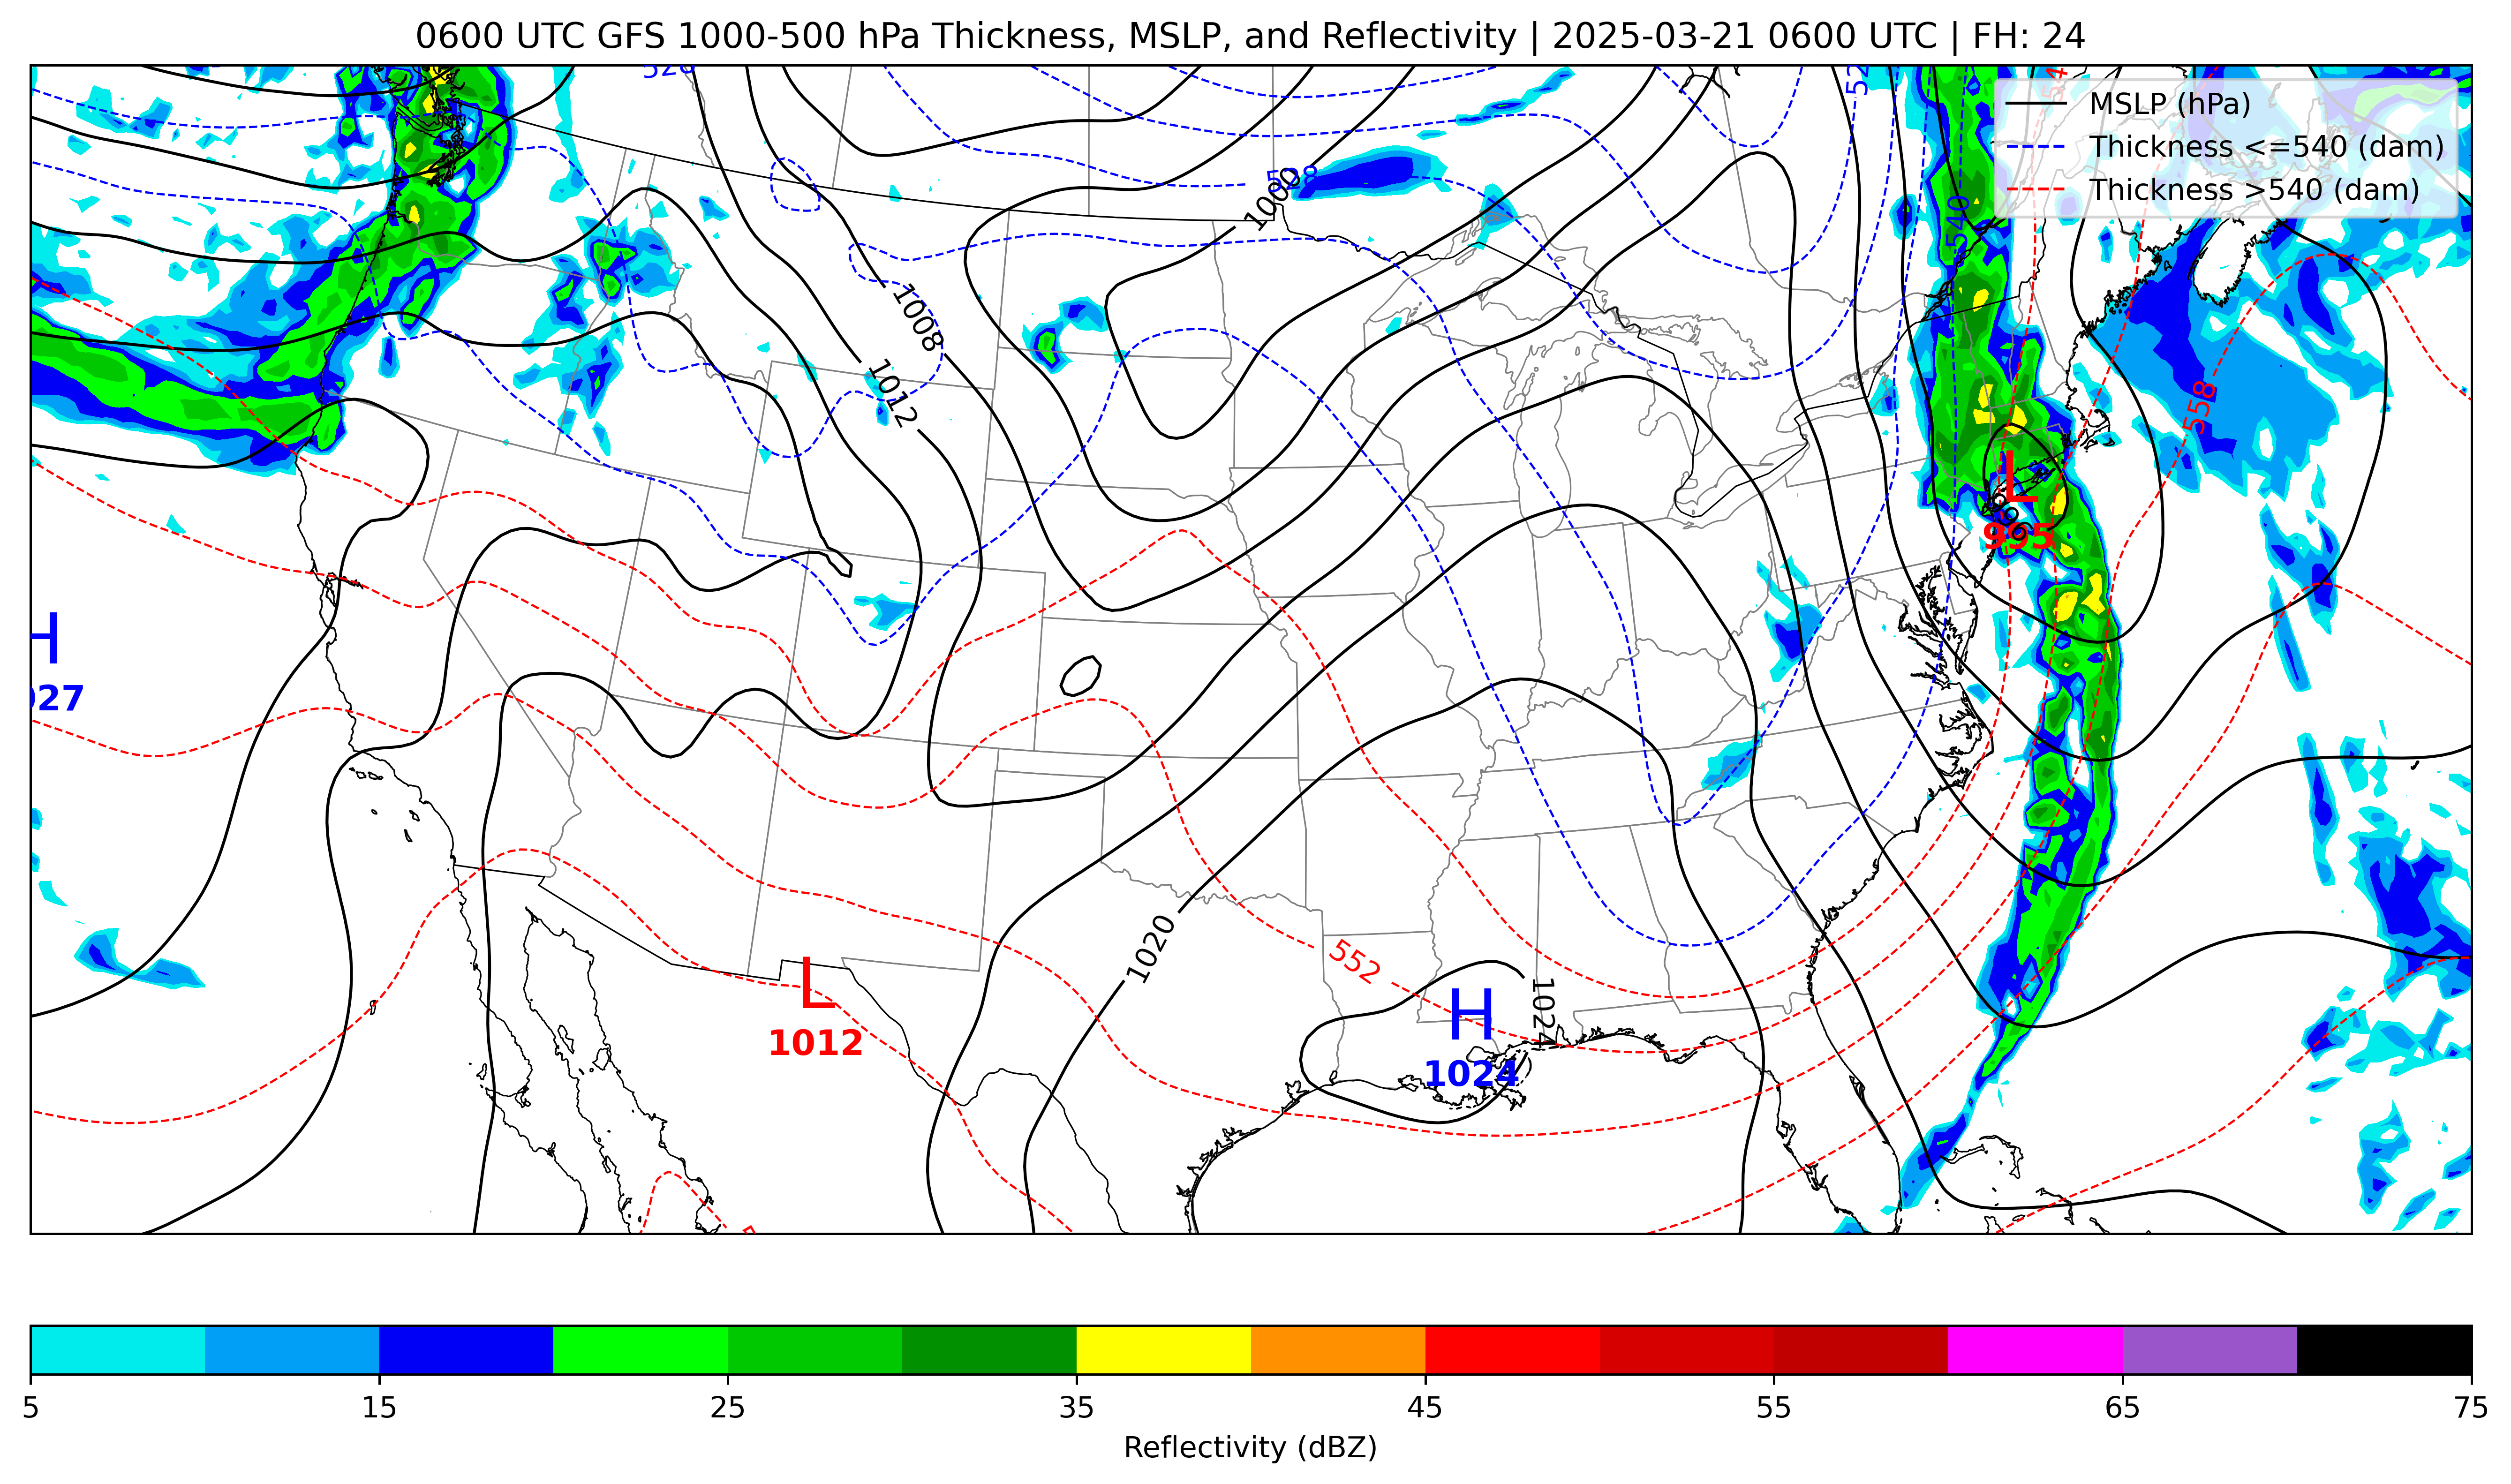 0600 UTC GFS 1000-500 hPa Thickness, MSLP, and Reflectivity | 2025-03-21 0600 UTC | FH: 24
MSLP (hPa)
Thickness <=540 (dam)
Thickness >540 (dam)
528
1000
540
1008
1012
558
L
995
H
027
1020
552
L
1012
H
1024
1024
5
15
25
35
45
55
65
75
Reflectivity (dBZ)